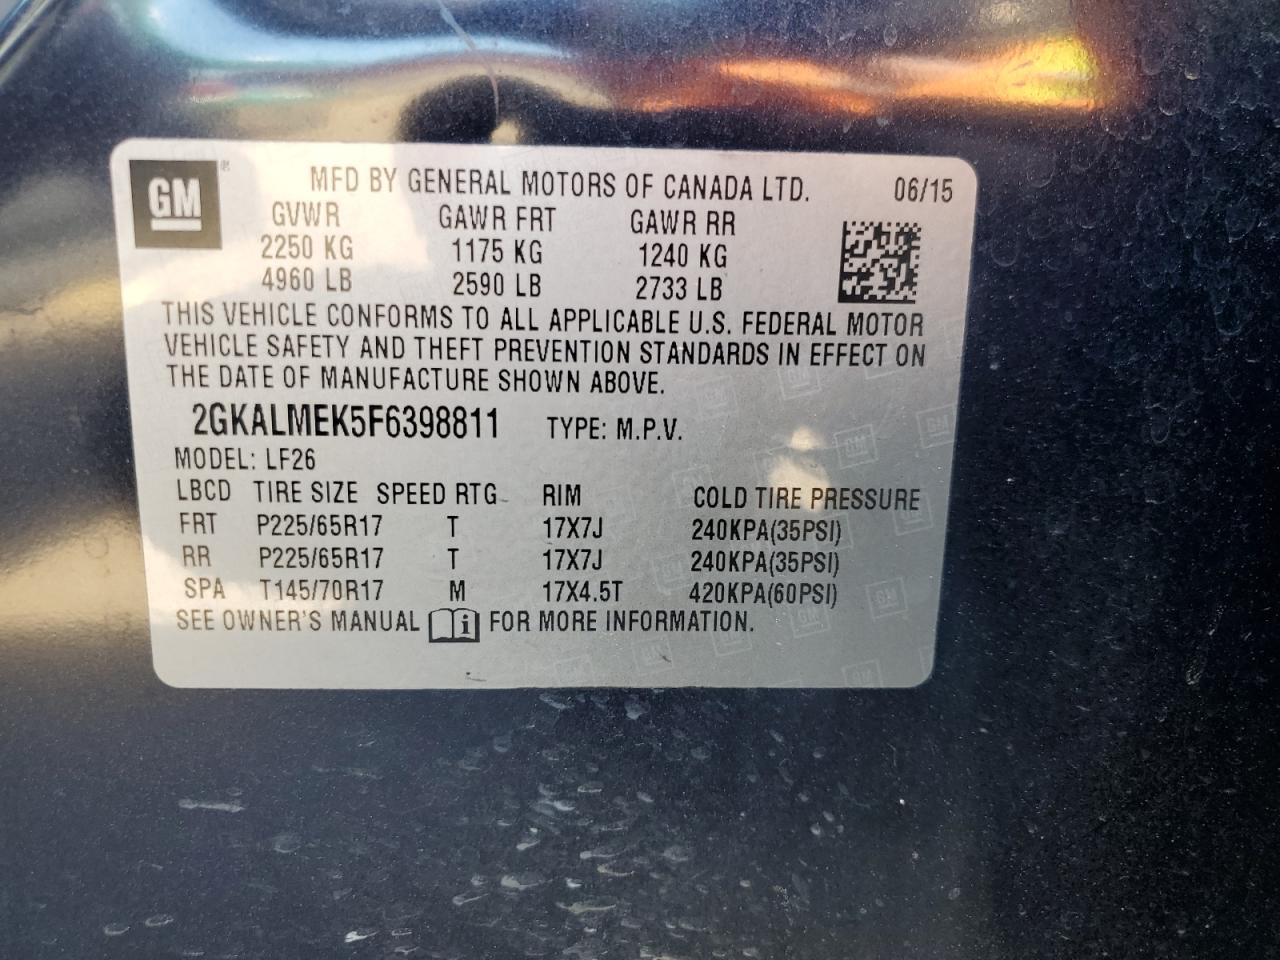 GM ® MFD BY GENERAL MOTORS OF CANADA LTD. 06/15
GVWR GAWR FRT GAWR RR
2250 KG 1175 KG 1240 KG
4960 LB 2590 LB 2733 LB
THIS VEHICLE CONFORMS TO ALL APPLICABLE U.S. FEDERAL MOTOR
VEHICLE SAFETY AND THEFT PREVENTION STANDARDS IN EFFECT ON
THE DATE OF MANUFACTURE SHOWN ABOVE.
2GKALMEK5F6398811 TYPE: M.P.V.
MODEL: LF26
LBCD TIRE SIZE SPEED RTG RIM COLD TIRE PRESSURE
FRT P225/65R17 T 17X7J 240KPA(35PSI)
RR P225/65R17 T 17X7J 240KPA(35PSI)
SPA T145/70R17 M 17X4.5T 420KPA(60PSI)
SEE OWNER'S MANUAL i FOR MORE INFORMATION.